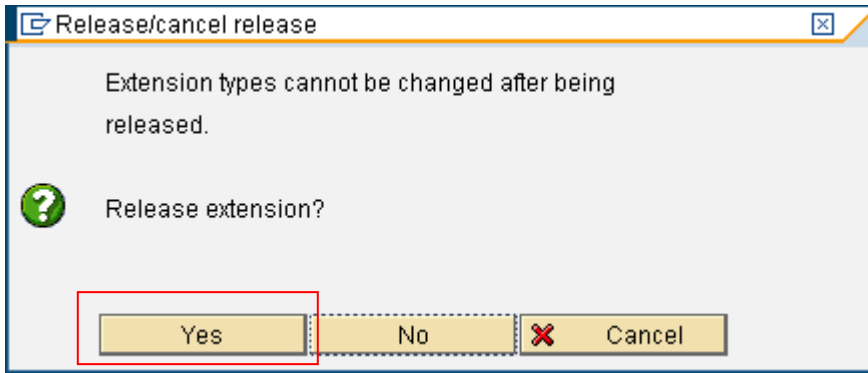 Release/cancel release
Extension types cannot be changed after being
released.
Release extension?
Yes No Cancel